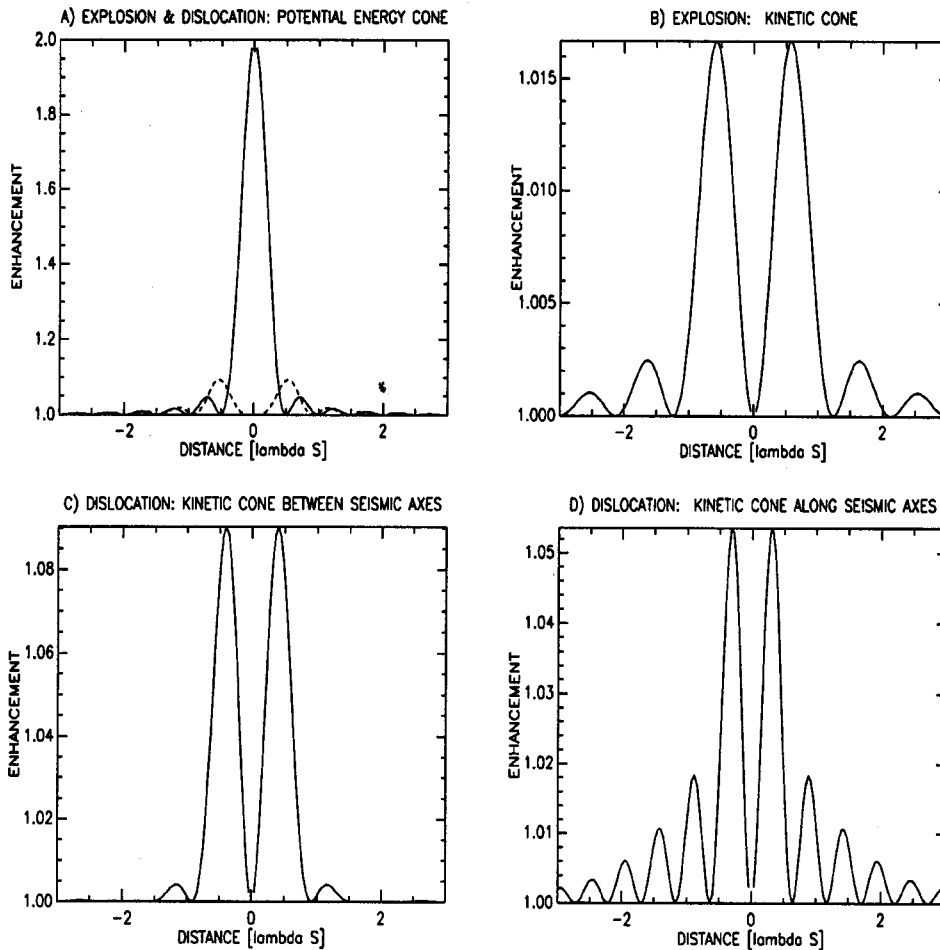 A) EXPLOSION & DISLOCATION: POTENTIAL ENERGY CONE
2.0
1.8
1.6
1.4
1.2
1.0
ENHANCEMENT
-2
0
2
DISTANCE [lambda S]
B) EXPLOSION: KINETIC CONE
1.015
1.010
1.005
1.000
ENHANCEMENT
-2
0
2
DISTANCE [lambda S]
C) DISLOCATION: KINETIC CONE BETWEEN SEISMIC AXES
1.08
1.06
1.04
1.02
1.00
ENHANCEMENT
-2
0
2
DISTANCE [lambda S]
D) DISLOCATION: KINETIC CONE ALONG SEISMIC AXES
1.05
1.04
1.03
1.02
1.01
1.00
ENHANCEMENT
-2
0
2
DISTANCE [lambda S]